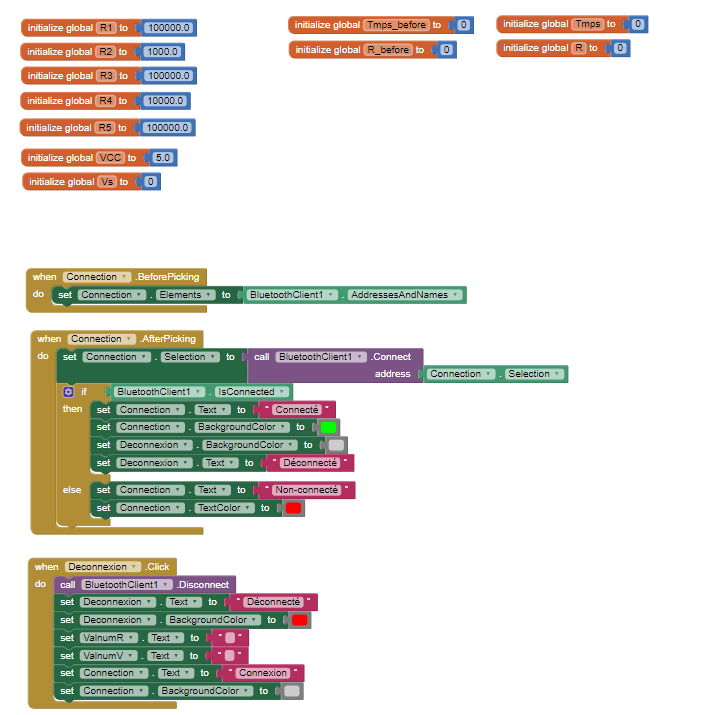 initialize global R1 to 100000.0
initialize global R2 to 1000.0
initialize global R3 to 100000.0
initialize global R4 to 10000.0
initialize global R5 to 100000.0
initialize global VCC to 5.0
initialize global Vs to 0
initialize global Tmps_before to 0
initialize global R_before to 0
initialize global Tmps to 0
initialize global R to 0
when Connection .BeforePicking
do set Connection . Elements to BluetoothClient1 . AddressesAndNames
when Connection .AfterPicking
do set Connection . Selection to call BluetoothClient1 .Connect
address Connection . Selection
if BluetoothClient1 . IsConnected
then set Connection . Text to " Connecté "
set Connection . BackgroundColor to
set Deconnexion . BackgroundColor to
set Deconnexion . Text to " Déconnecté "
else set Connection . Text to " Non-connecté "
set Connection . TextColor to
when Deconnexion .Click
do call BluetoothClient1 .Disconnect
set Deconnexion . Text to " Déconnecté "
set Deconnexion . BackgroundColor to
set ValnumR . Text to " "
set ValnumV . Text to " "
set Connection . Text to " Connexion "
set Connection . BackgroundColor to